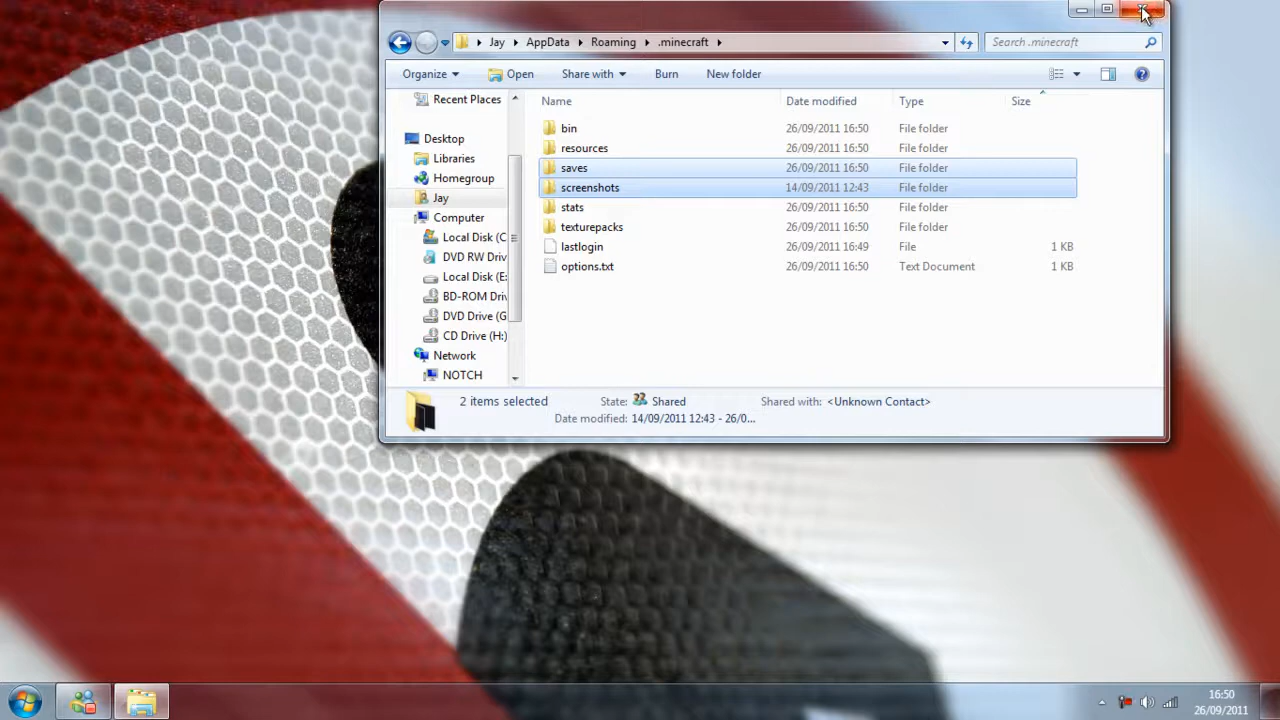 Jay AppData Roaming .minecraft Search .minecraft
Organize Open Share with Burn New folder
Name Date modified Type Size
Recent Places
Desktop
Libraries
Homegroup
Jay
Computer
Local Disk (C
DVD RW Driv
Local Disk (E:
BD-ROM Driv
DVD Drive (G
CD Drive (H:)
Network
NOTCH
bin 26/09/2011 16:50 File folder
resources 26/09/2011 16:50 File folder
saves 26/09/2011 16:50 File folder
screenshots 14/09/2011 12:43 File folder
stats 26/09/2011 16:50 File folder
texturepacks 26/09/2011 16:50 File folder
lastlogin 26/09/2011 16:49 File 1 KB
options.txt 26/09/2011 16:50 Text Document 1 KB
2 items selected State: Shared Shared with: <Unknown Contact>
Date modified: 14/09/2011 12:43 - 26/0...
16:50
26/09/2011